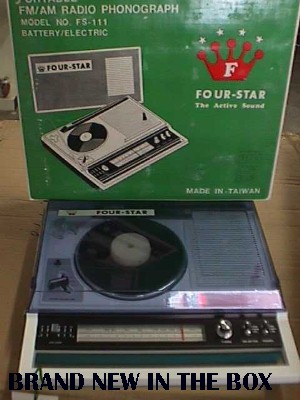 PORTABLE
FM/AM RADIO PHONOGRAPH
MODEL NO. FS-111
BATTERY/ELECTRIC
FOUR-STAR
F
FOUR-STAR
The Active Sound
MADE IN TAIWAN
FOUR-STAR
BRAND NEW IN THE BOX